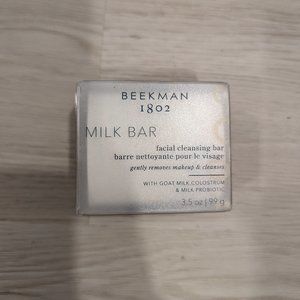 BEEKMAN
1802
MILK BAR
facial cleansing bar
barre nettoyante pour le visage
gently removes makeup & cleanses
WITH GOAT MILK, COLOSTRUM
& MILK PROBIOTIC
3.5 oz | 99 g